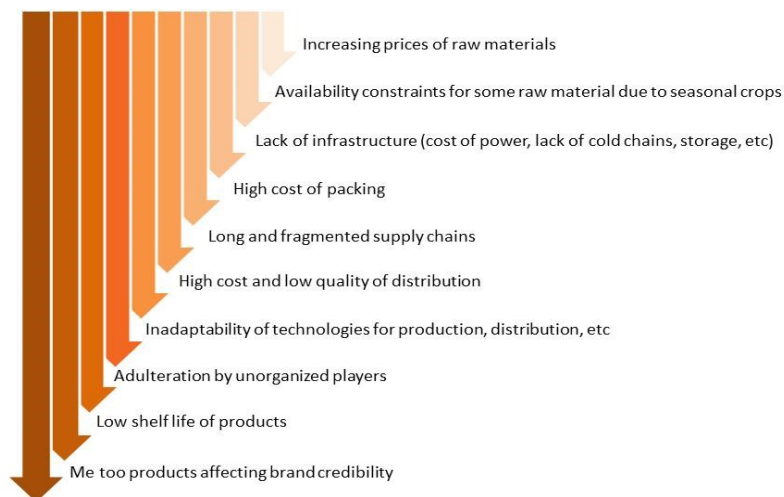 Increasing prices of raw materials
Availability constraints for some raw material due to seasonal crops
Lack of infrastructure (cost of power, lack of cold chains, storage, etc)
High cost of packing
Long and fragmented supply chains
High cost and low quality of distribution
Inadaptability of technologies for production, distribution, etc
Adulteration by unorganized players
Low shelf life of products
Me too products affecting brand credibility